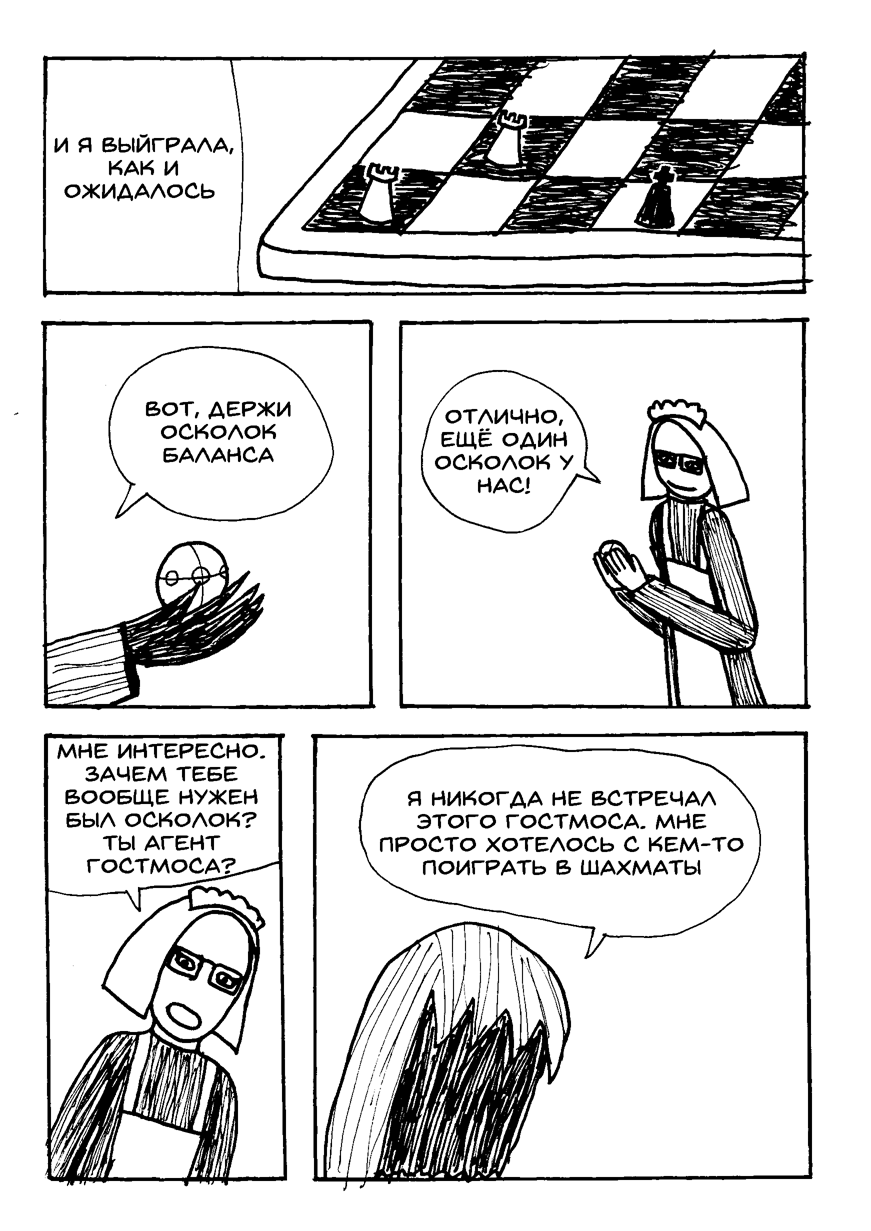 И Я ВЫЙГРАЛА,
КАК И
ОЖИДАЛОСЬ
ВОТ, ДЕРЖИ
ОСКОЛОК
БАЛАНСА
ОТЛИЧНО,
ЕЩЁ ОДИН
ОСКОЛОК У
НАС!
МНЕ ИНТЕРЕСНО.
ЗАЧЕМ ТЕБЕ
ВООБЩЕ НУЖЕН
БЫЛ ОСКОЛОК?
ТЫ АГЕНТ
ГОСТМОСА?
Я НИКОГДА НЕ ВСТРЕЧАЛ
ЭТОГО ГОСТМОСА. МНЕ
ПРОСТО ХОТЕЛОСЬ С КЕМ-ТО
ПОИГРАТЬ В ШАХМАТЫ